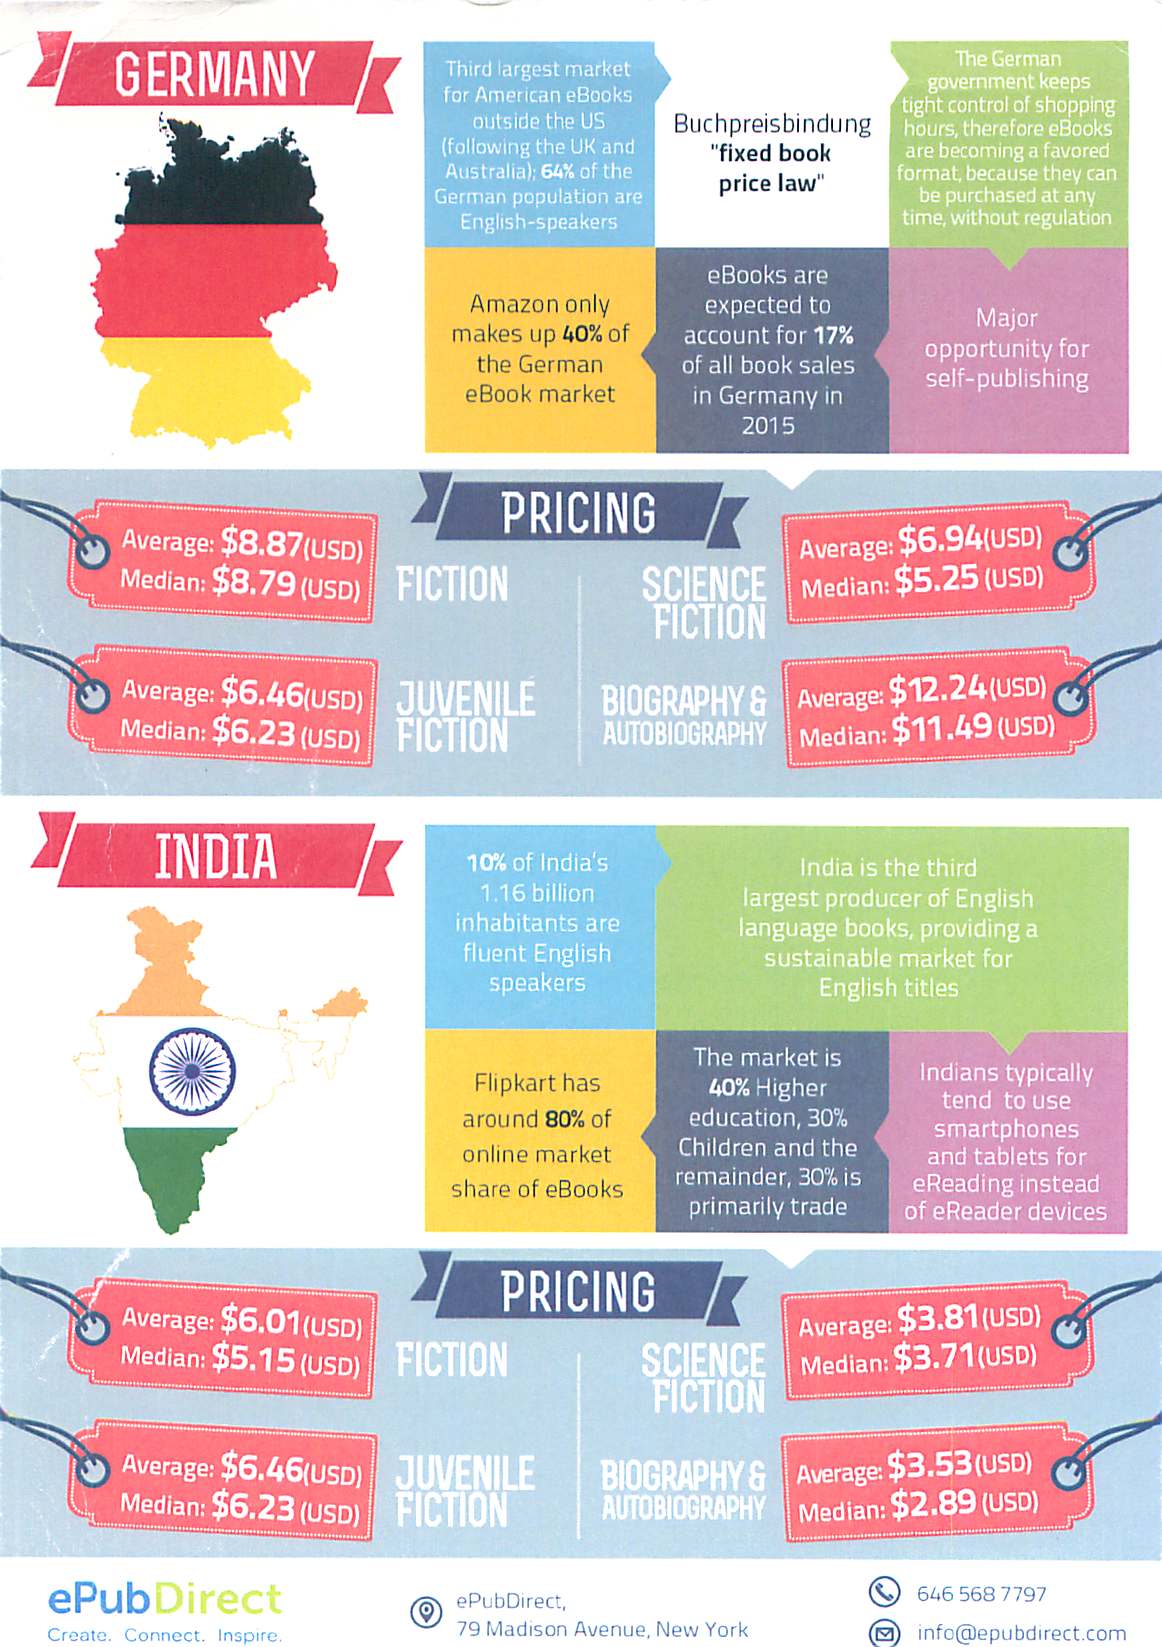 GERMANY
Third largest market
for American eBooks
outside the US
(following the UK and
Australia); 64% of the
German population are
English-speakers
Buchpreisbindung
"fixed book
price law"
The German
government keeps
tight control of shopping
hours, therefore eBooks
are becoming a favored
format, because they can
be purchased at any
time, without regulation
Amazon only
makes up 40% of
the German
eBook market
eBooks are
expected to
account for 17%
of all book sales
in Germany in
2015
Major
opportunity for
self-publishing
PRICING
Average: $8.87(USD)
Median: $8.79 (USD)
FICTION
SCIENCE
FICTION
Average: $6.94(USD)
Median: $5.25 (USD)
Average: $6.46(USD)
Median: $6.23 (USD)
JUVENILE
FICTION
BIOGRAPHY &
AUTOBIOGRAPHY
Average: $12.24(USD)
Median: $11.49 (USD)
INDIA
10% of India's
1.16 billion
inhabitants are
fluent English
speakers
India is the third
largest producer of English
language books, providing a
sustainable market for
English titles
Flipkart has
around 80% of
online market
share of eBooks
The market is
40% Higher
education, 30%
Children and the
remainder, 30% is
primarily trade
Indians typically
tend to use
smartphones
and tablets for
eReading instead
of eReader devices
PRICING
Average: $6.01(USD)
Median: $5.15 (USD)
FICTION
SCIENCE
FICTION
Average: $3.81(USD)
Median: $3.71(USD)
Average: $6.46(USD)
Median: $6.23 (USD)
JUVENILE
FICTION
BIOGRAPHY &
AUTOBIOGRAPHY
Average: $3.53(USD)
Median: $2.89 (USD)
ePubDirect
Create. Connect. Inspire.
ePubDirect,
79 Madison Avenue, New York
646 568 7797
info@epubdirect.com